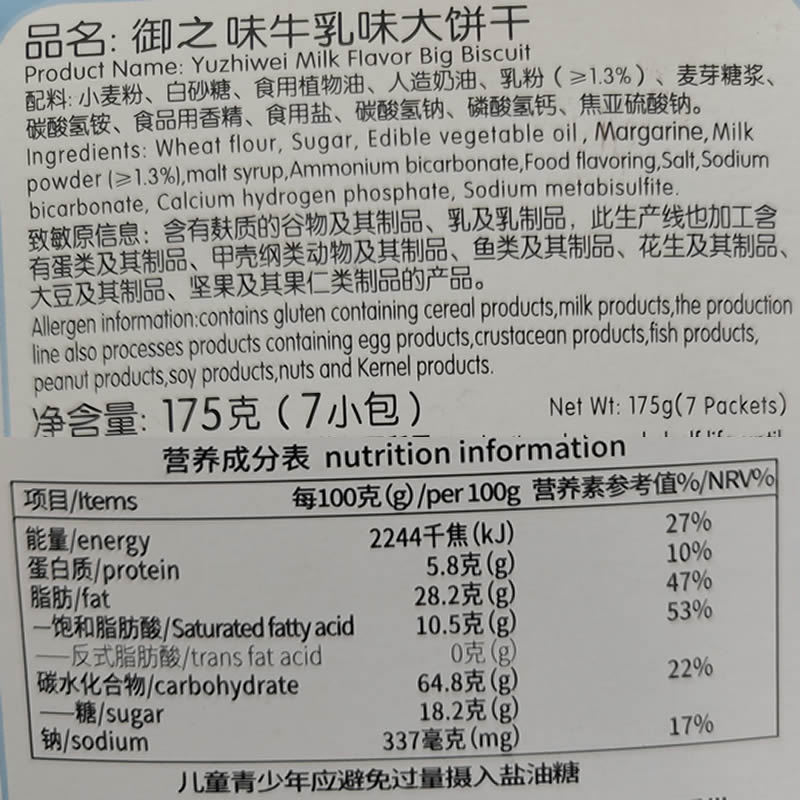 品名: 御之味牛乳味大饼干
Product Name: Yuzhiwei Milk Flavor Big Biscuit
配料: 小麦粉、白砂糖、食用植物油、人造奶油、乳粉（≥1.3%）、麦芽糖浆、
碳酸氢铵、食品用香精、食用盐、碳酸氢钠、磷酸氢钙、焦亚硫酸钠。
Ingredients: Wheat flour, Sugar, Edible vegetable oil, Margarine, Milk
powder (≥1.3%),malt syrup,Ammonium bicarbonate,Food flavoring,Salt,Sodium
bicarbonate, Calcium hydrogen phosphate, Sodium metabisulfite.
致敏原信息：含有麸质的谷物及其制品、乳及乳制品，此生产线也加工含
有蛋类及其制品、甲壳纲类动物及其制品、鱼类及其制品、花生及其制品、
大豆及其制品、坚果及其果仁类制品的产品。
Allergen information:contains gluten containing cereal products,milk products,the production
line also processes products containing egg products,crustacean products,fish products,
peanut products,soy products,nuts and Kernel products.
净含量: 175克（7小包） Net Wt: 175g(7 Packets)
营养成分表 nutrition information
项目/Items 每100克(g)/per 100g 营养素参考值%/NRV%
能量/energy 2244千焦(kJ) 27%
蛋白质/protein 5.8克(g) 10%
脂肪/fat 28.2克(g) 47%
—饱和脂肪酸/Saturated fatty acid 10.5克(g) 53%
——反式脂肪酸/trans fat acid 0克(g)
碳水化合物/carbohydrate 64.8克(g) 22%
——糖/sugar 18.2克(g)
钠/sodium 337毫克(mg) 17%
儿童青少年应避免过量摄入盐油糖